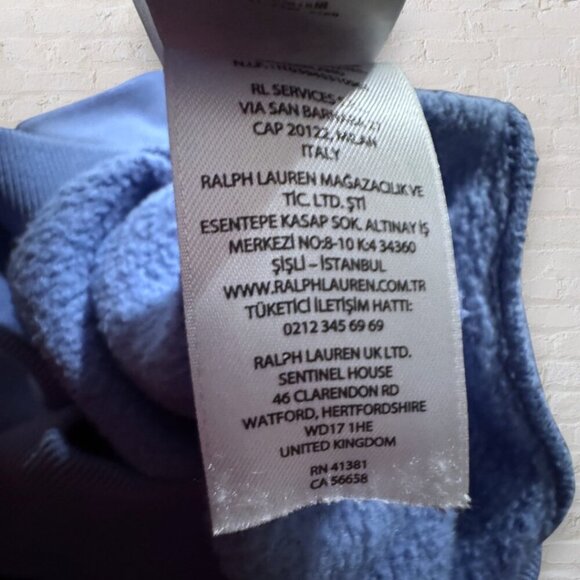 RL SERVICES
VIA SAN BARNABA 27
CAP 20122, MILAN
ITALY
RALPH LAUREN MAĞAZACILIK VE
TİC. LTD. ŞTİ
ESENTEPE KASAP SOK. ALTINAY İŞ
MERKEZİ NO:8-10 K:4 34360
ŞİŞLİ – İSTANBUL
WWW.RALPHLAUREN.COM.TR
TÜKETİCİ İLETİŞİM HATTI:
0212 345 69 69
RALPH LAUREN UK LTD.
SENTINEL HOUSE
46 CLARENDON RD
WATFORD, HERTFORDSHIRE
WD17 1HE
UNITED KINGDOM
RN 41381
CA 56658